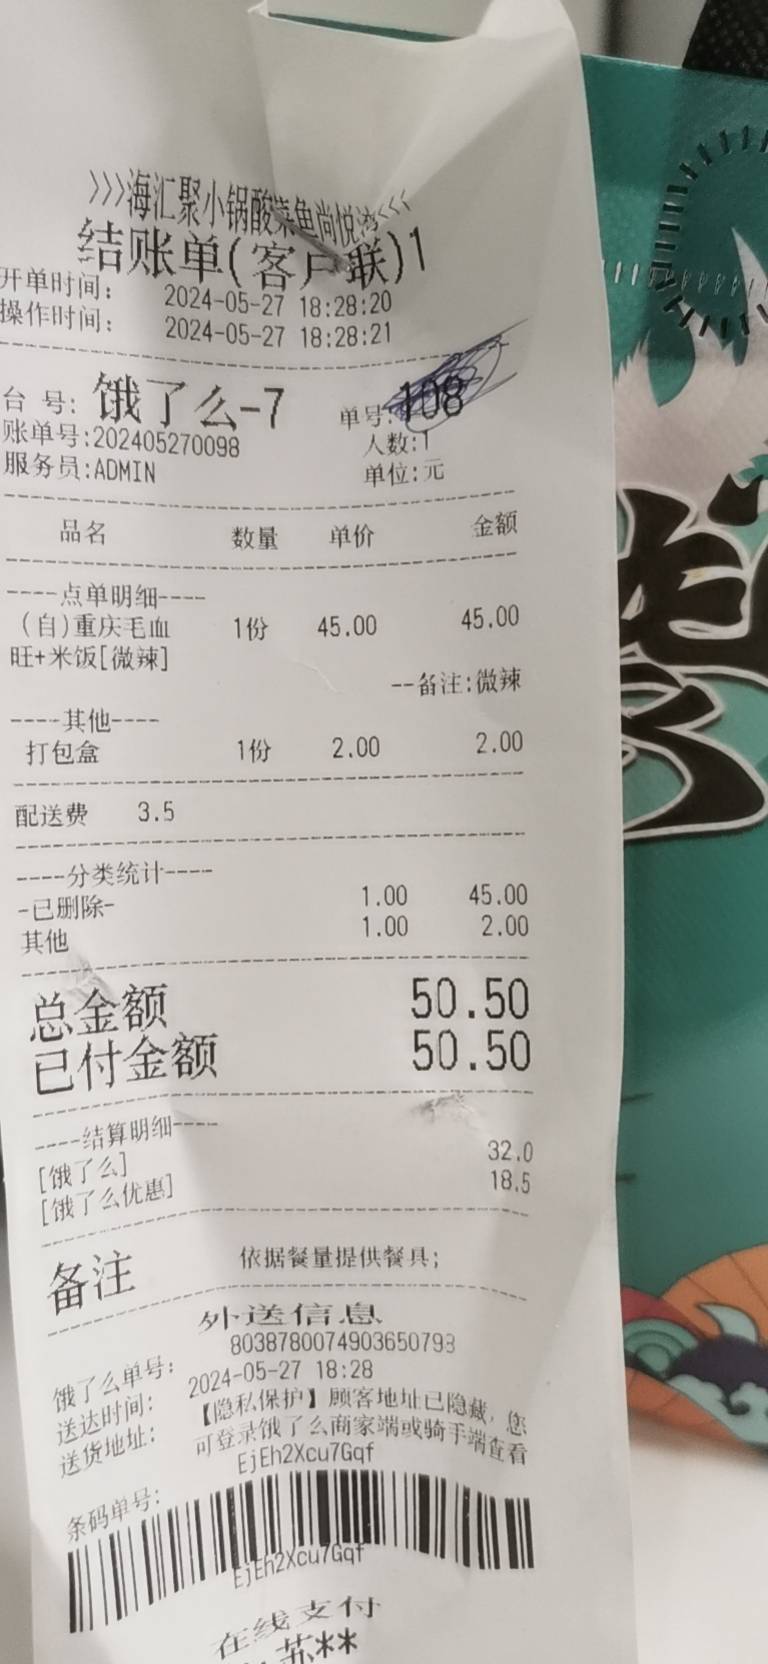 >>>海汇聚小锅酸菜鱼尚悦湾<<<
结账单(客户联)1
开单时间: 2024-05-27 18:28:20
操作时间: 2024-05-27 18:28:21
台 号: 饿了么-7 单号:108
账单号:202405270098 人数:1
服务员:ADMIN 单位:元
品名 数量 单价 金额
----点单明细----
(自)重庆毛血 1份 45.00 45.00
旺+米饭[微辣]
--备注:微辣
----其他----
打包盒 1份 2.00 2.00
配送费 3.5
----分类统计----
-已删除- 1.00 45.00
其他 1.00 2.00
总金额 50.50
已付金额 50.50
----结算明细----
[饿了么] 32.0
[饿了么优惠] 18.5
备注 依据餐量提供餐具;
外送信息
饿了么单号: 8038780074903650793
送达时间: 2024-05-27 18:28
送货地址: 【隐私保护】顾客地址已隐藏, 您
可登录饿了么商家端或骑手端查看
条码单号: EjEh2Xcu7Gqf
EjEh2Xcu7Gqf
在线支付
苏**